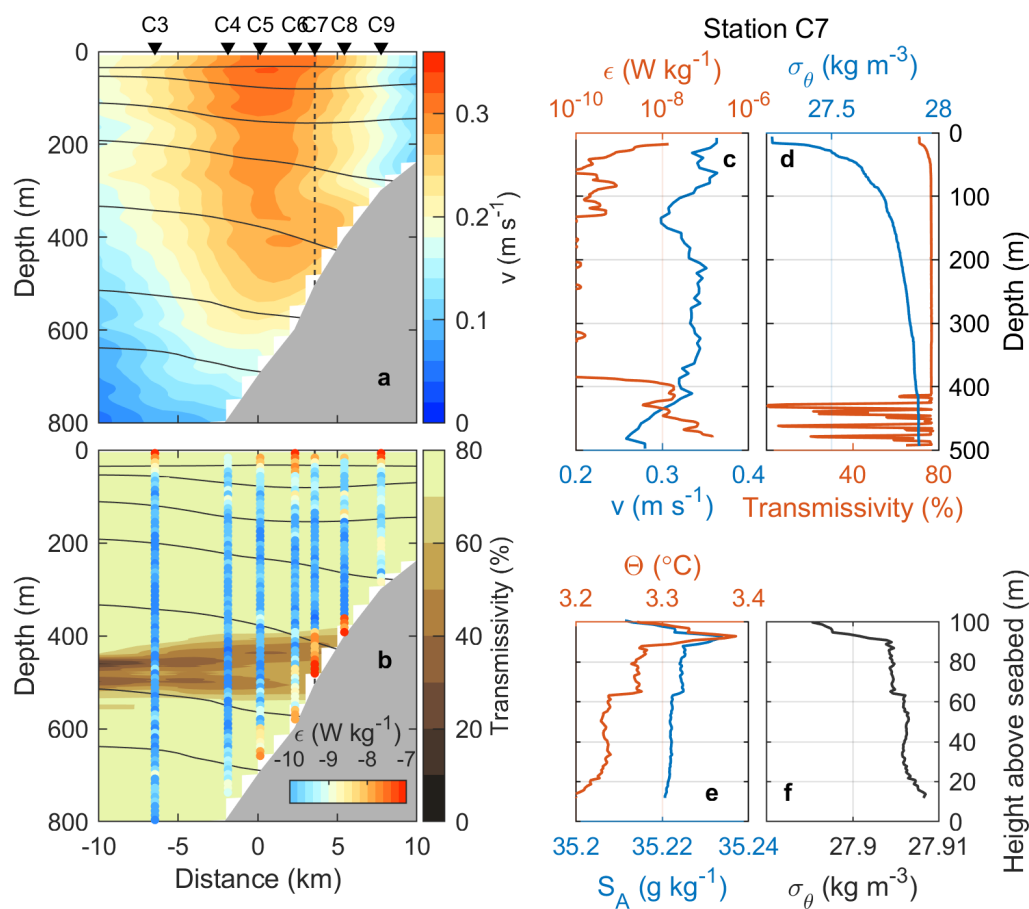 C3 C4 C5 C6 C7 C8 C9
0
200
400
600
800
Depth (m)
a
0.3
0.2
0.1
0
v (m s-1)
0
200
400
600
800
Depth (m)
-10 -5 0 5 10
Distance (km)
b
ϵ (W kg-1)
-10 -9 -8 -7
80
60
40
20
0
Transmissivity (%)
Station C7
ϵ (W kg-1)
10-10 10-8 10-6
c
0.2 0.3 0.4
v (m s-1)
σθ (kg m-3)
27.5 28
d
0
100
200
300
400
500
Depth (m)
40 80
Transmissivity (%)
Θ (°C)
3.2 3.3 3.4
e
35.2 35.22 35.24
SA (g kg-1)
f
100
80
60
40
20
0
Height above seabed (m)
27.9 27.91
σθ (kg m-3)